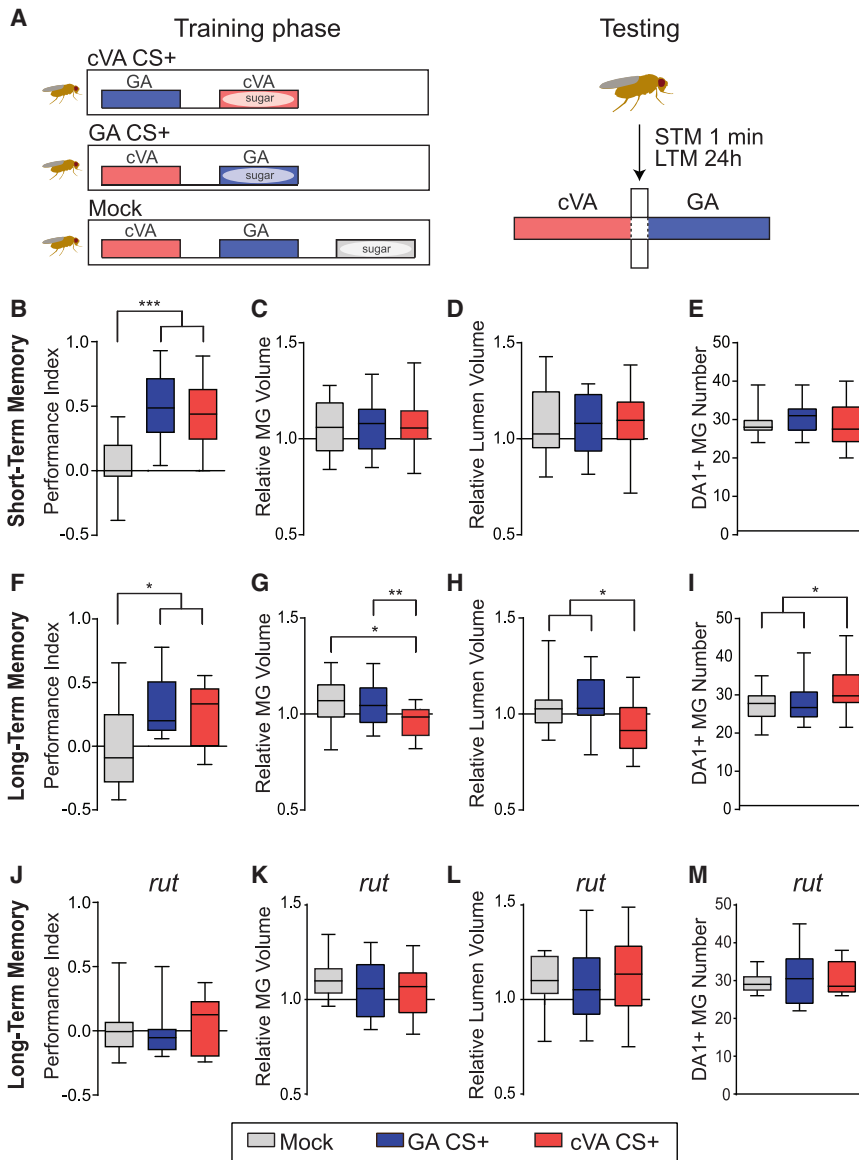 A
Training phase
Testing
cVA CS+
GA
cVA
sugar
GA CS+
cVA
GA
sugar
Mock
cVA
GA
sugar
STM 1 min
LTM 24h
cVA
GA
Short-Term Memory
B
***
Performance Index
1.0
0.5
0.0
-0.5
C
Relative MG Volume
1.5
1.0
0.5
D
Relative Lumen Volume
1.5
1.0
0.5
E
DA1+ MG Number
50
40
30
20
10
0
Long-Term Memory
F
*
Performance Index
1.0
0.5
0.0
-0.5
G
**
*
Relative MG Volume
1.5
1.0
0.5
H
*
Relative Lumen Volume
1.5
1.0
0.5
I
*
DA1+ MG Number
50
40
30
20
10
0
Long-Term Memory
J
rut
Performance Index
1.0
0.5
0.0
-0.5
K
rut
Relative MG Volume
1.5
1.0
0.5
L
rut
Relative Lumen Volume
1.5
1.0
0.5
M
rut
DA1+ MG Number
50
40
30
20
10
0
Mock
GA CS+
cVA CS+